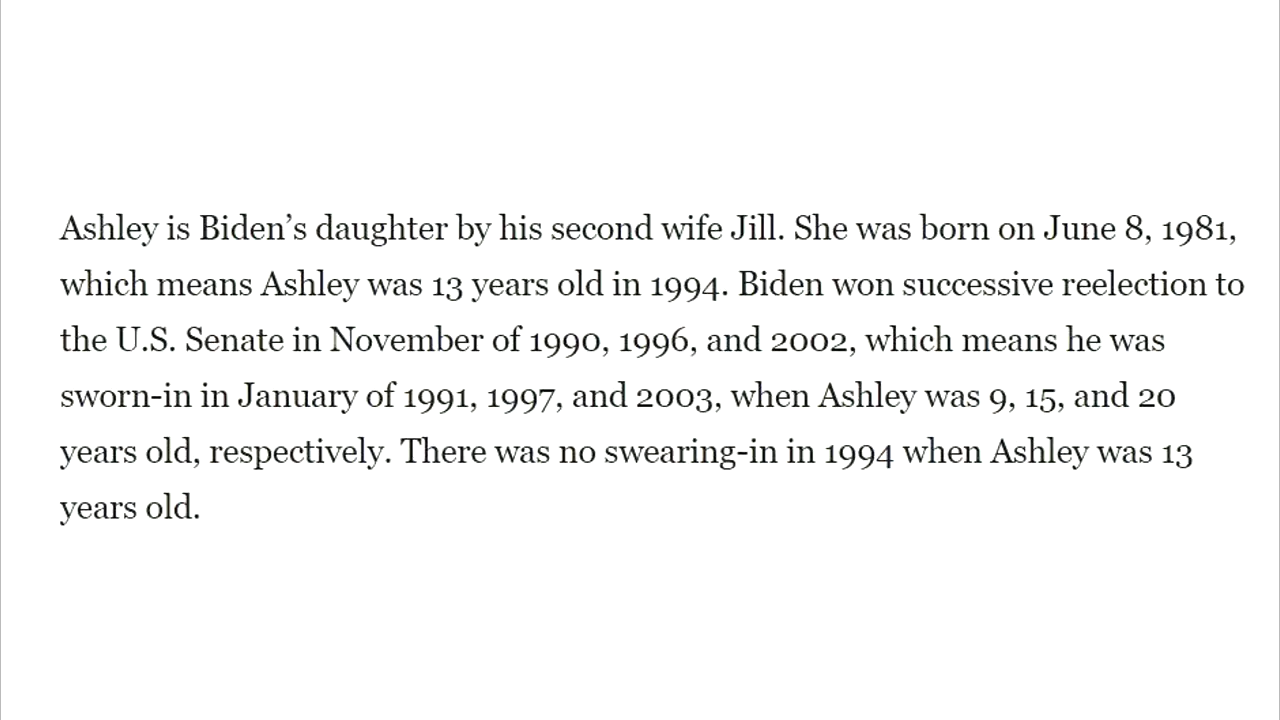 Ashley is Biden’s daughter by his second wife Jill. She was born on June 8, 1981,
which means Ashley was 13 years old in 1994. Biden won successive reelection to
the U.S. Senate in November of 1990, 1996, and 2002, which means he was
sworn-in in January of 1991, 1997, and 2003, when Ashley was 9, 15, and 20
years old, respectively. There was no swearing-in in 1994 when Ashley was 13
years old.